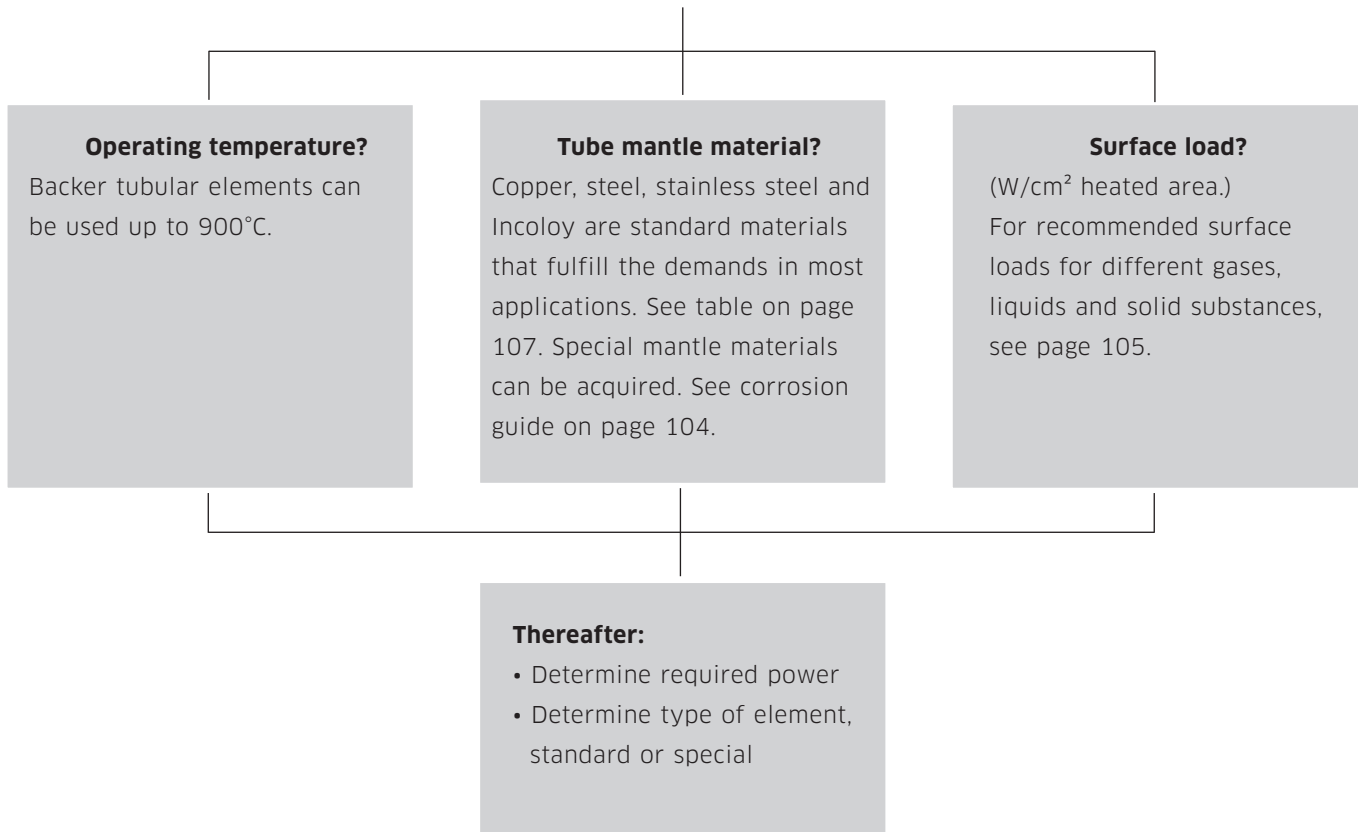 Operating temperature?
Backer tubular elements can
be used up to 900°C.
Tube mantle material?
Copper, steel, stainless steel and
Incoloy are standard materials
that fulfill the demands in most
applications. See table on page
107. Special mantle materials
can be acquired. See corrosion
guide on page 104.
Surface load?
(W/cm² heated area.)
For recommended surface
loads for different gases,
liquids and solid substances,
see page 105.
Thereafter:
• Determine required power
• Determine type of element,
standard or special